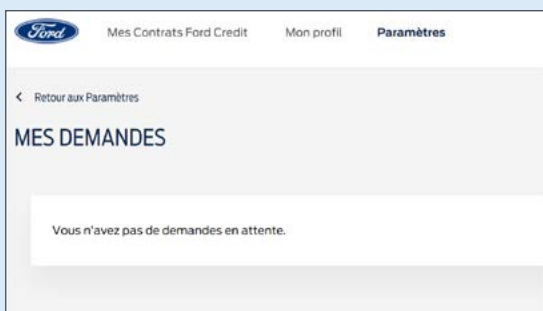 Ford
Mes Contrats Ford Credit Mon profil Paramètres
< Retour aux Paramètres
MES DEMANDES
Vous n'avez pas de demandes en attente.